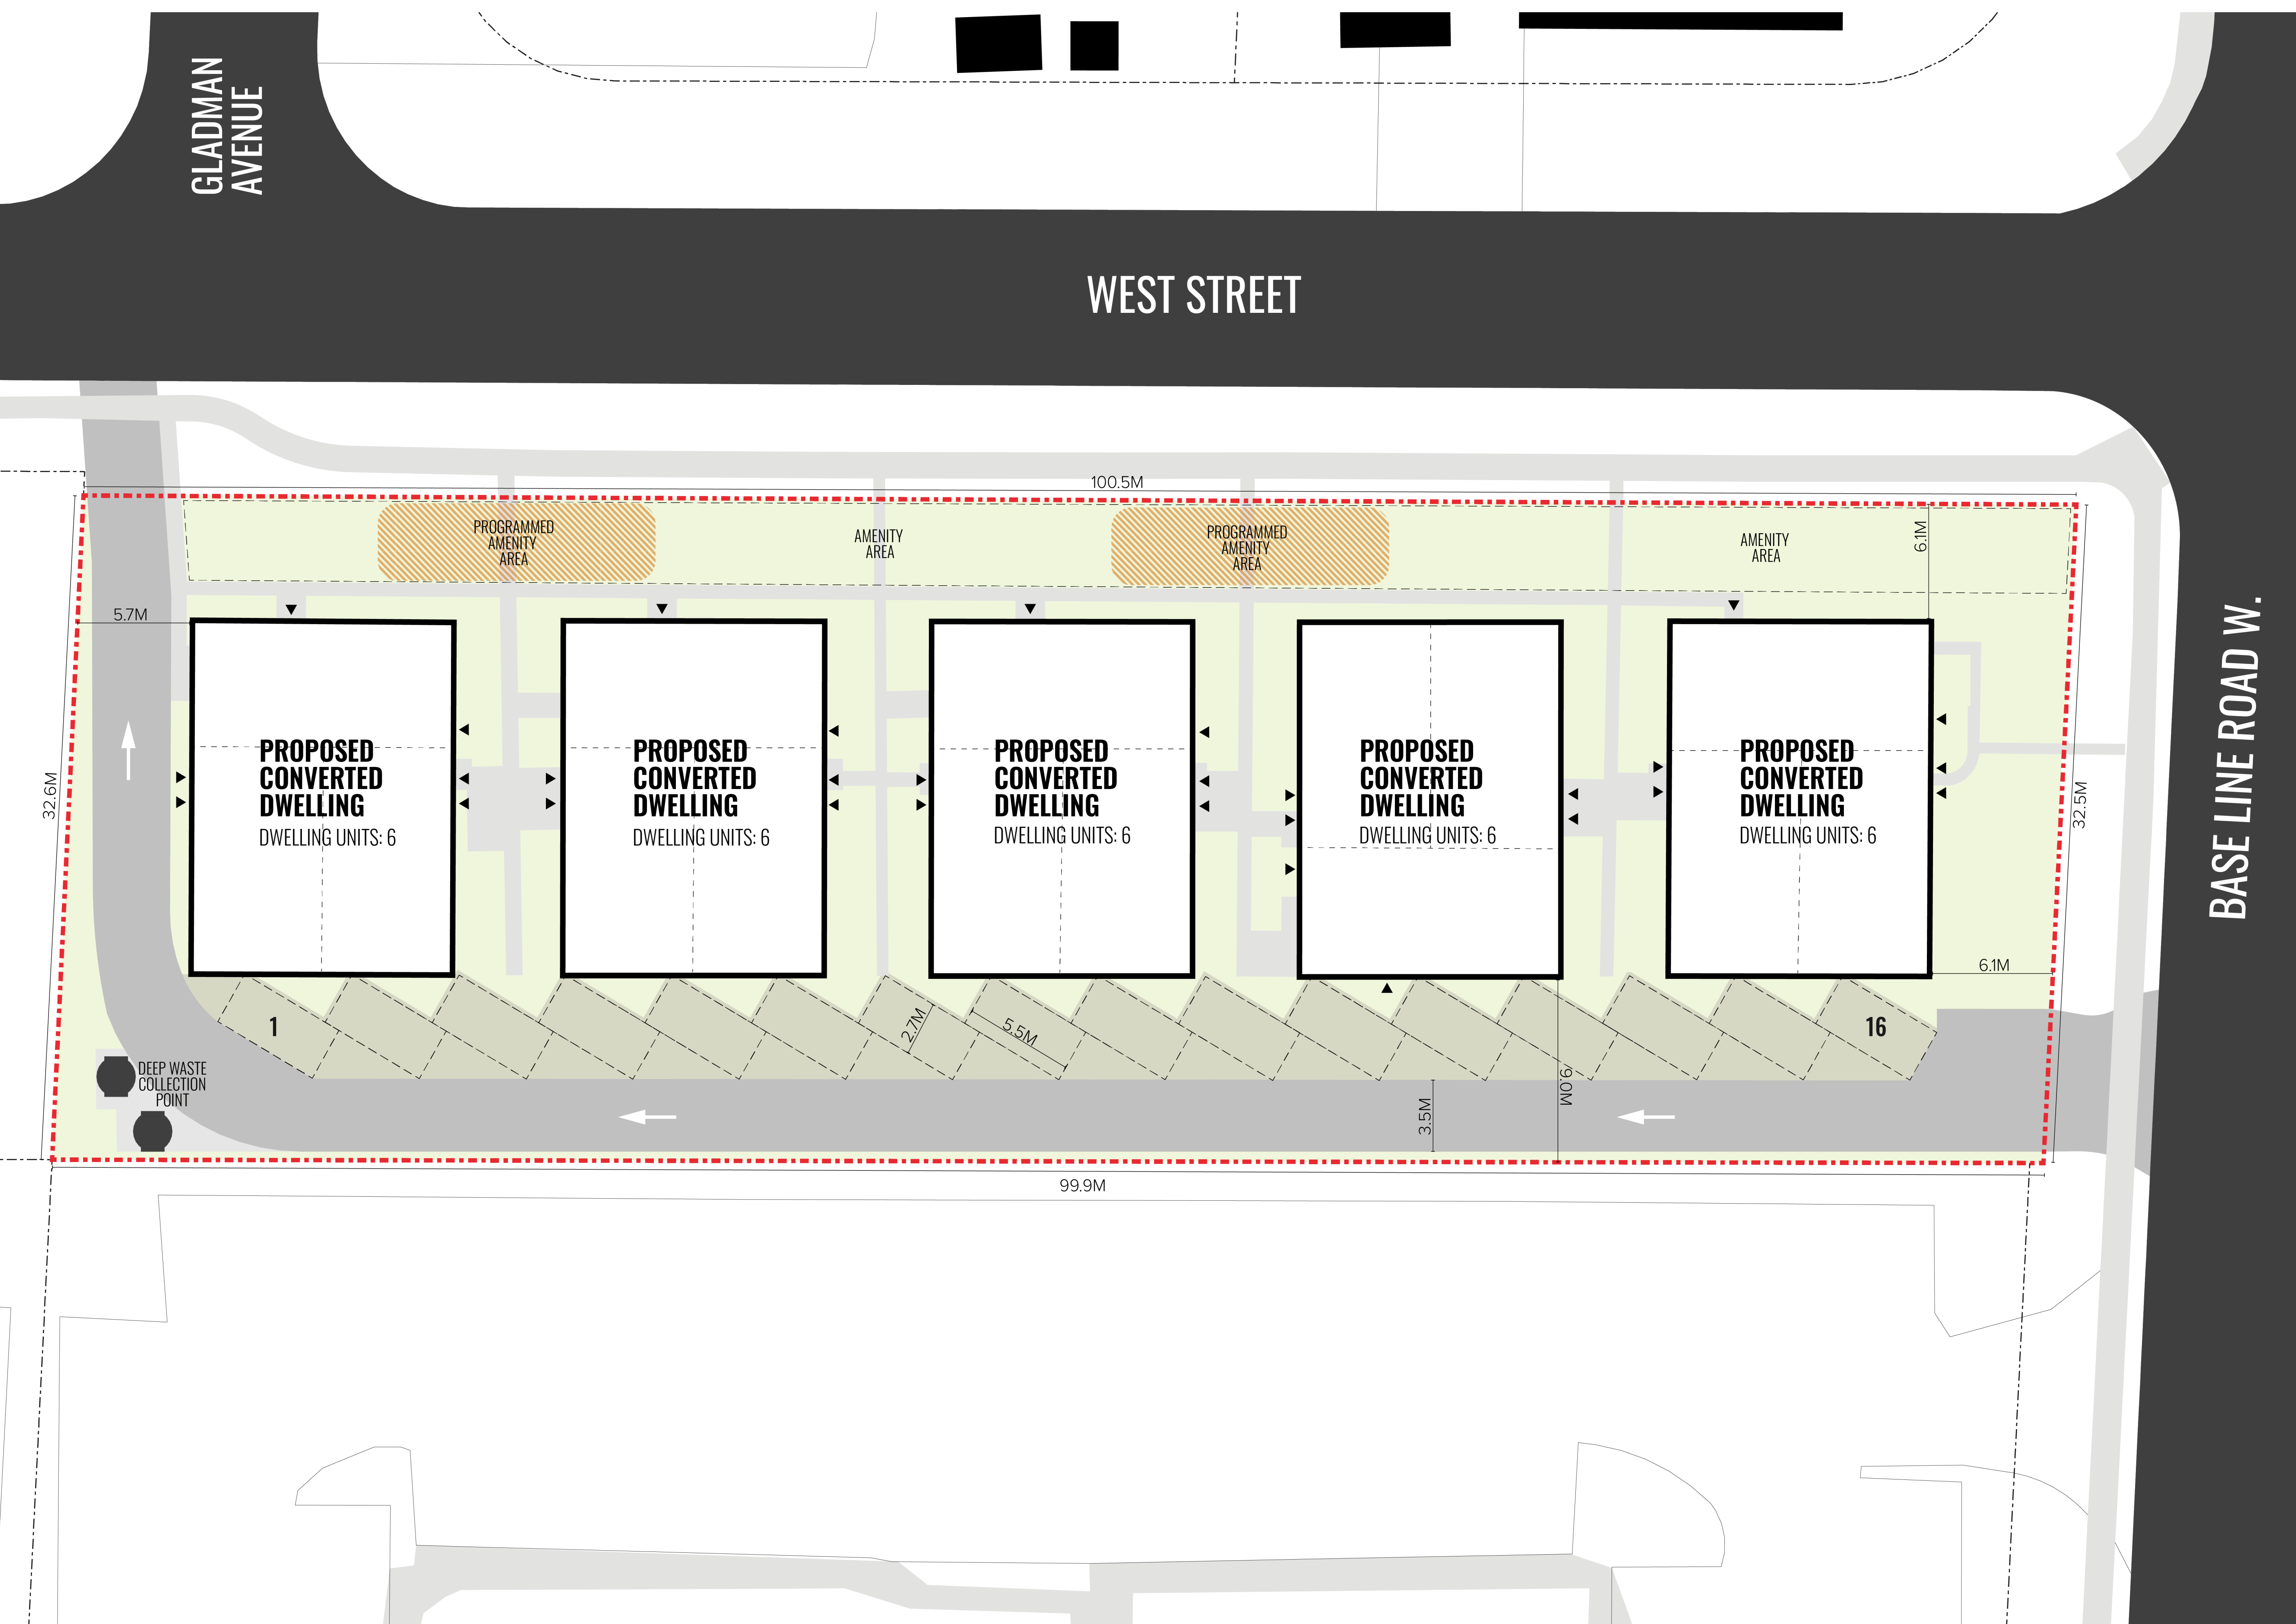 GLADMAN
AVENUE
WEST STREET
BASE LINE ROAD W.
100.5M
PROGRAMMED
AMENITY
AREA
AMENITY
AREA
PROGRAMMED
AMENITY
AREA
AMENITY
AREA
6.1M
5.7M
32.6M
PROPOSED
CONVERTED
DWELLING
DWELLING UNITS: 6
PROPOSED
CONVERTED
DWELLING
DWELLING UNITS: 6
PROPOSED
CONVERTED
DWELLING
DWELLING UNITS: 6
PROPOSED
CONVERTED
DWELLING
DWELLING UNITS: 6
PROPOSED
CONVERTED
DWELLING
DWELLING UNITS: 6
32.5M
6.1M
1
2.7M
5.5M
16
DEEP WASTE
COLLECTION
POINT
3.5M
9.0M
99.9M